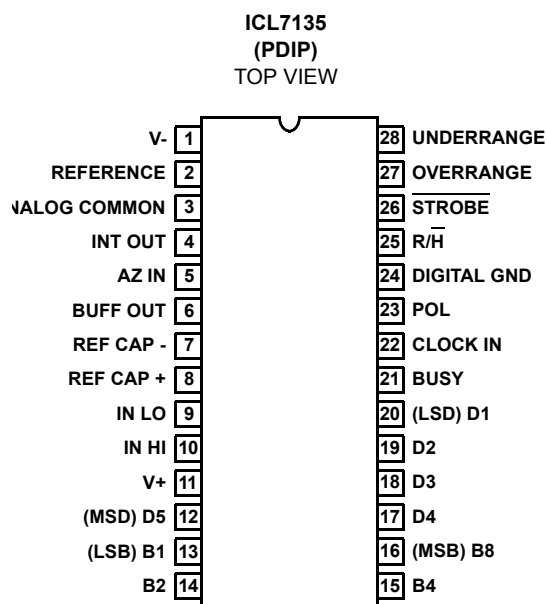 ICL7135
(PDIP)
TOP VIEW
V- 1 28 UNDERRANGE
REFERENCE 2 27 OVERRANGE
NALOG COMMON 3 26 STROBE
INT OUT 4 25 R/H
AZ IN 5 24 DIGITAL GND
BUFF OUT 6 23 POL
REF CAP - 7 22 CLOCK IN
REF CAP + 8 21 BUSY
IN LO 9 20 (LSD) D1
IN HI 10 19 D2
V+ 11 18 D3
(MSD) D5 12 17 D4
(LSB) B1 13 16 (MSB) B8
B2 14 15 B4